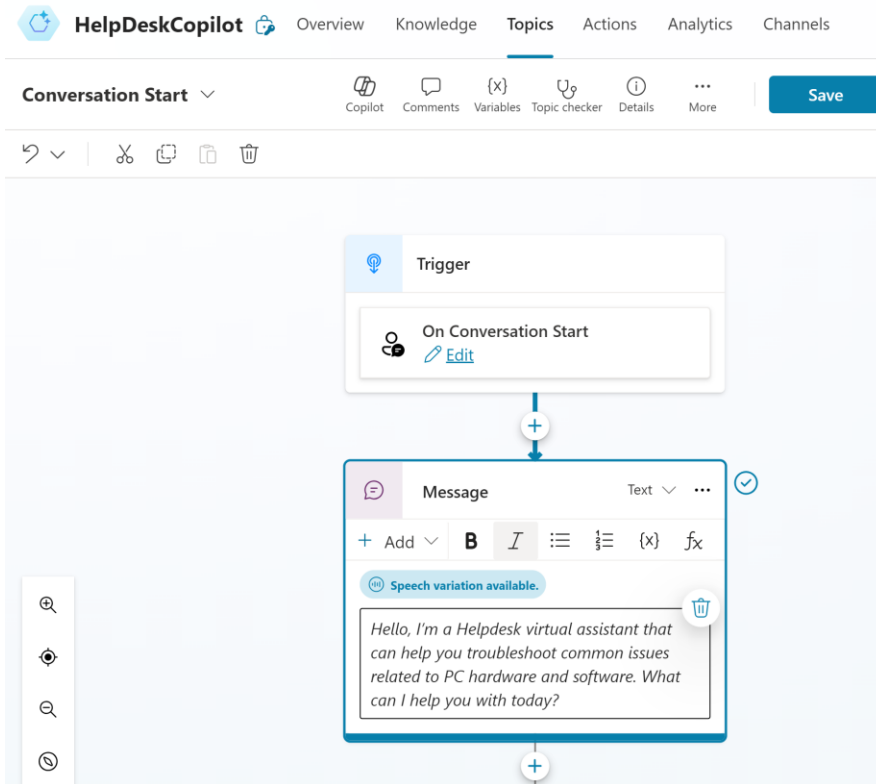 HelpDeskCopilot Overview Knowledge Topics Actions Analytics Channels
Conversation Start
Copilot Comments Variables Topic checker Details More Save
Trigger
On Conversation Start
Edit
Message Text
+ Add B I {x} fx
Speech variation available.
Hello, I'm a Helpdesk virtual assistant that
can help you troubleshoot common issues
related to PC hardware and software. What
can I help you with today?